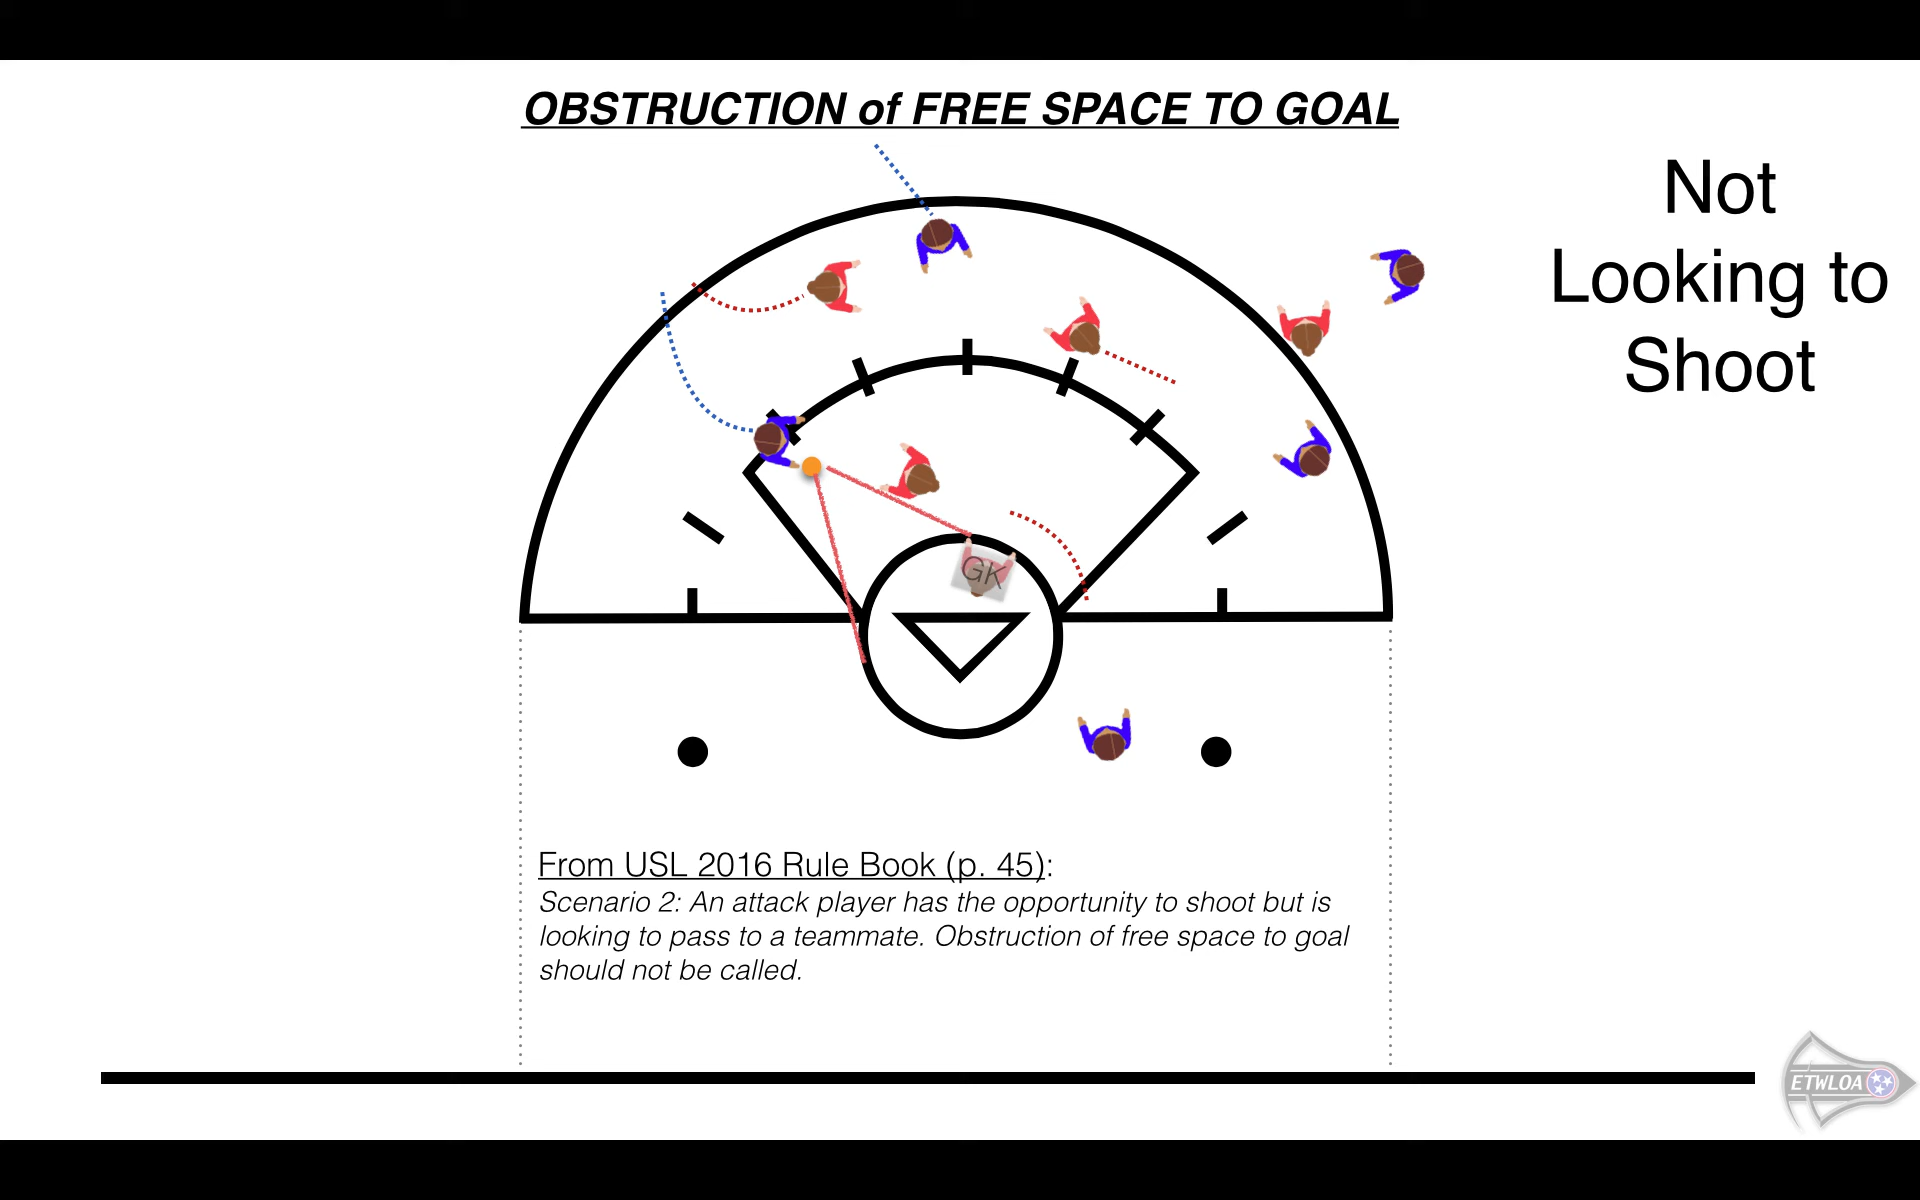 OBSTRUCTION of FREE SPACE TO GOAL
Not
Looking to
Shoot
GK
From USL 2016 Rule Book (p. 45):
Scenario 2: An attack player has the opportunity to shoot but is
looking to pass to a teammate. Obstruction of free space to goal
should not be called.
ETWLOA